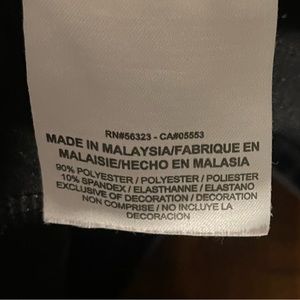 RN#56323 - CA#05553
MADE IN MALAYSIA/FABRIQUE EN
MALAISIE/HECHO EN MALASIA
90% POLYESTER / POLYESTER / POLIESTER
10% SPANDEX / ELASTHANNE / ELASTANO
EXCLUSIVE OF DECORATION / DECORATION
NON COMPRISE / NO INCLUYE LA
DECORACION